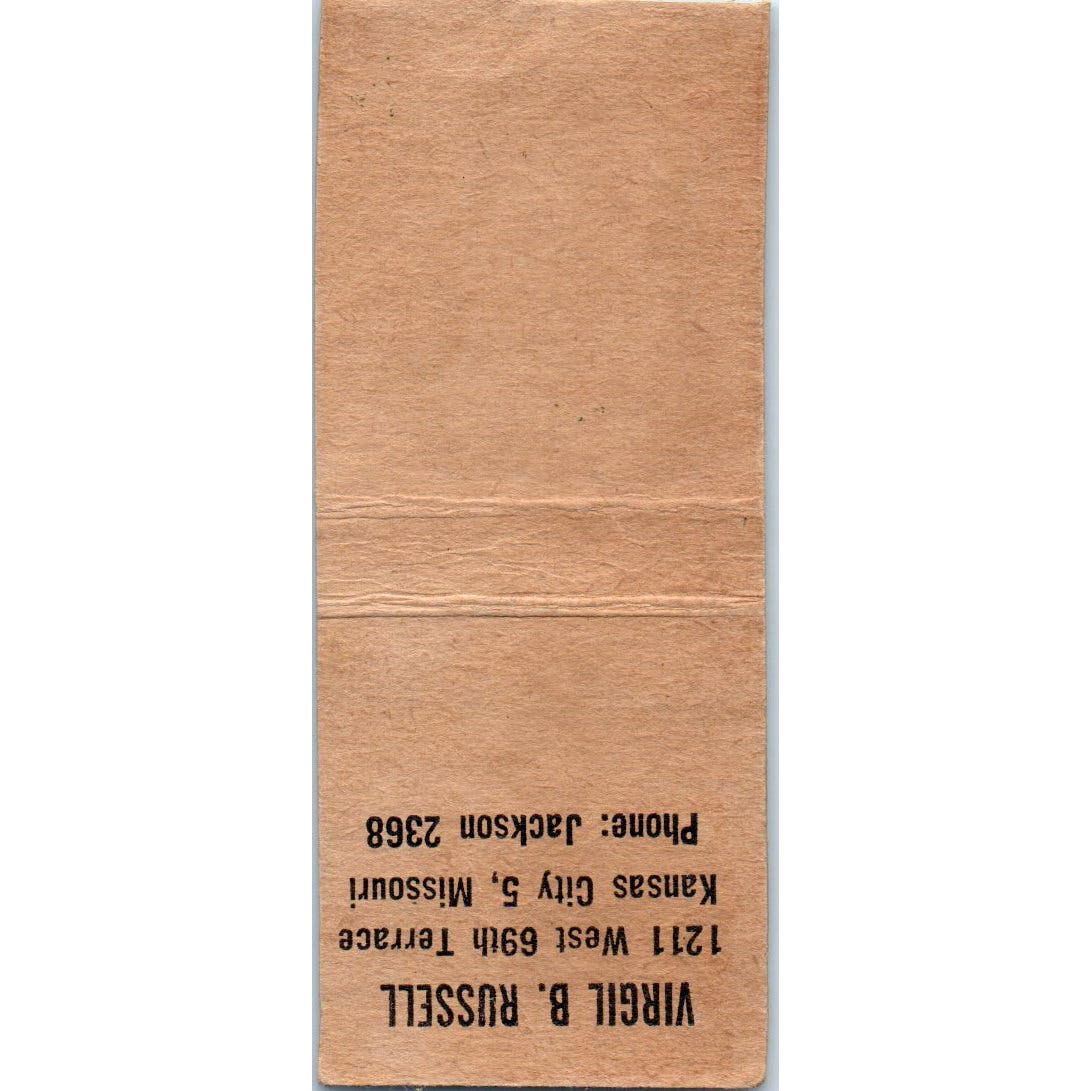 VIRGIL B. RUSSELL
1211 West 69th Terrace
Kansas City 5, Missouri
Phone: Jackson 2368